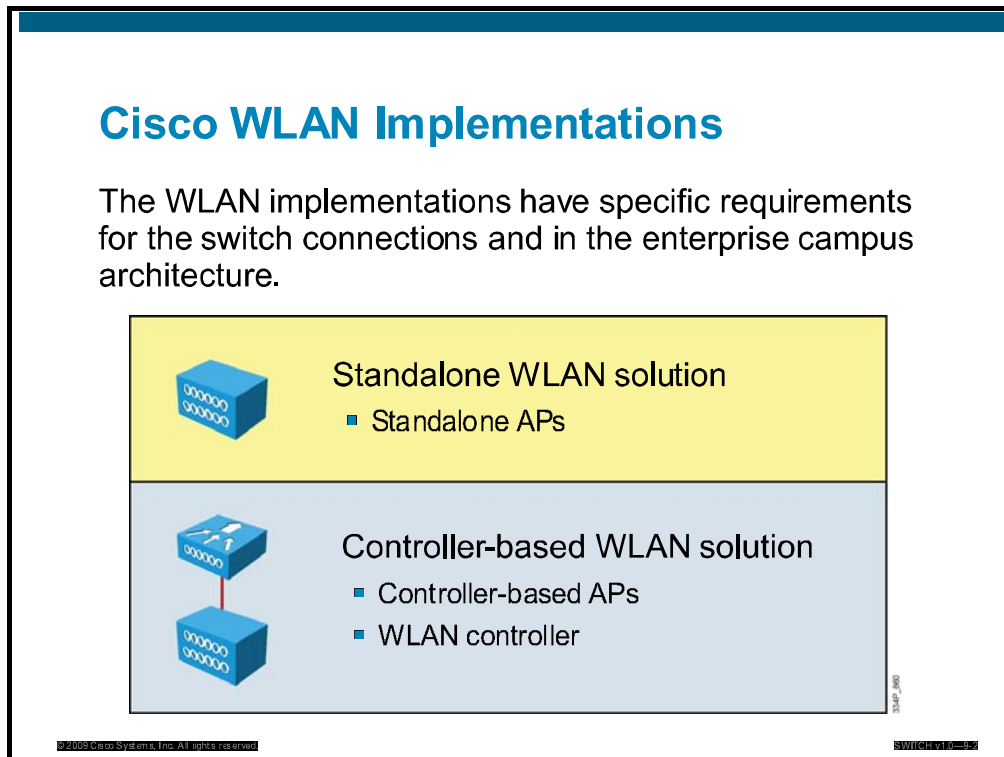 Cisco WLAN Implementations
The WLAN implementations have specific requirements
for the switch connections and in the enterprise campus
architecture.
Standalone WLAN solution
Standalone APs
Controller-based WLAN solution
Controller-based APs
WLAN controller
334P_860
© 2009 Cisco Systems, Inc. All rights reserved.
SWITCH v1.0—9-2